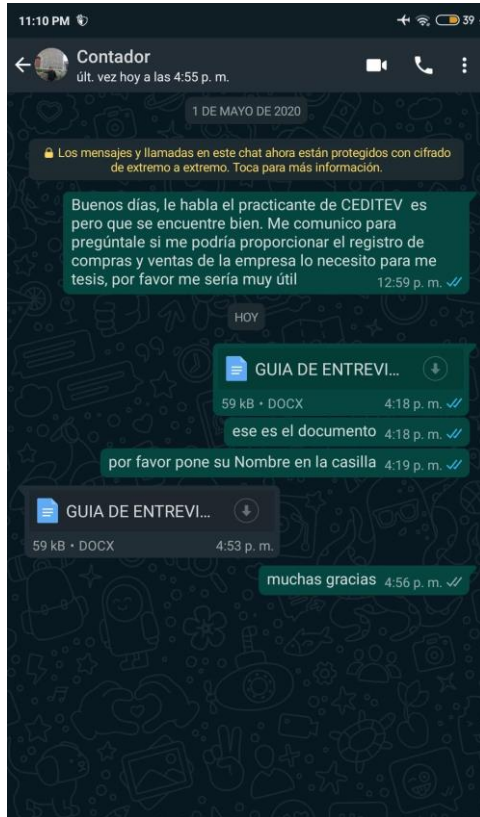 11:10 PM 39
Contador
últ. vez hoy a las 4:55 p. m.
1 DE MAYO DE 2020
Los mensajes y llamadas en este chat ahora están protegidos con cifrado
de extremo a extremo. Toca para más información.
Buenos días, le habla el practicante de CEDITEV es
pero que se encuentre bien. Me comunico para
pregúntale si me podría proporcionar el registro de
compras y ventas de la empresa lo necesito para me
tesis, por favor me sería muy útil 12:59 p. m.
HOY
GUIA DE ENTREVI...
59 kB • DOCX 4:18 p. m.
ese es el documento 4:18 p. m.
por favor pone su Nombre en la casilla 4:19 p. m.
GUIA DE ENTREVI...
59 kB • DOCX 4:53 p. m.
muchas gracias 4:56 p. m.